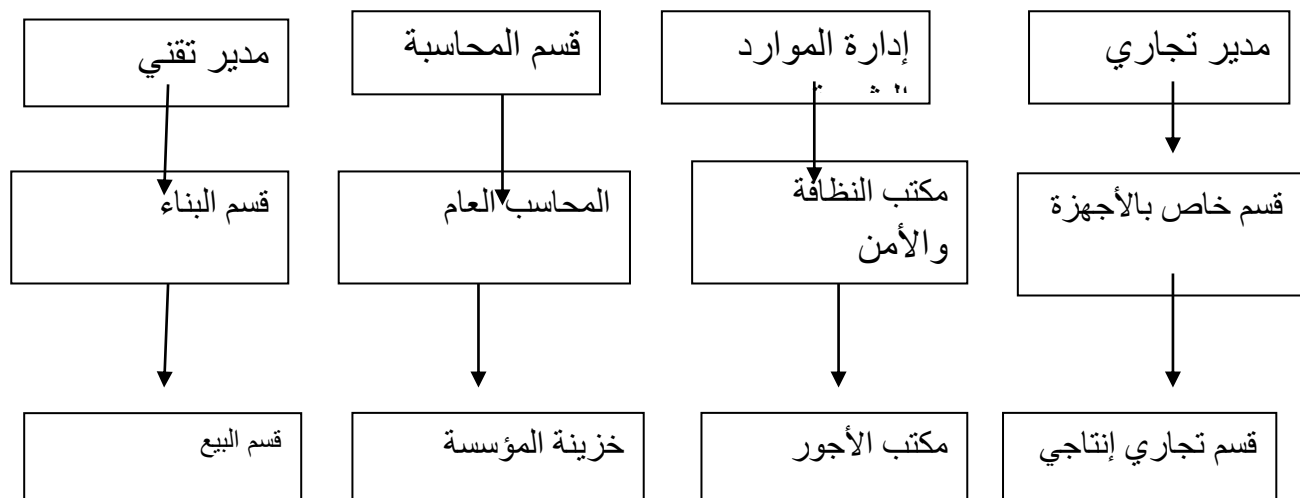 مدير تجاري
إدارة الموارد
قسم المحاسبة
مدير تقني
قسم خاص بالأجهزة
مكتب النظافة
والأمن
المحاسب العام
قسم البناء
قسم تجاري إنتاجي
مكتب الأجور
خزينة المؤسسة
قسم البيع